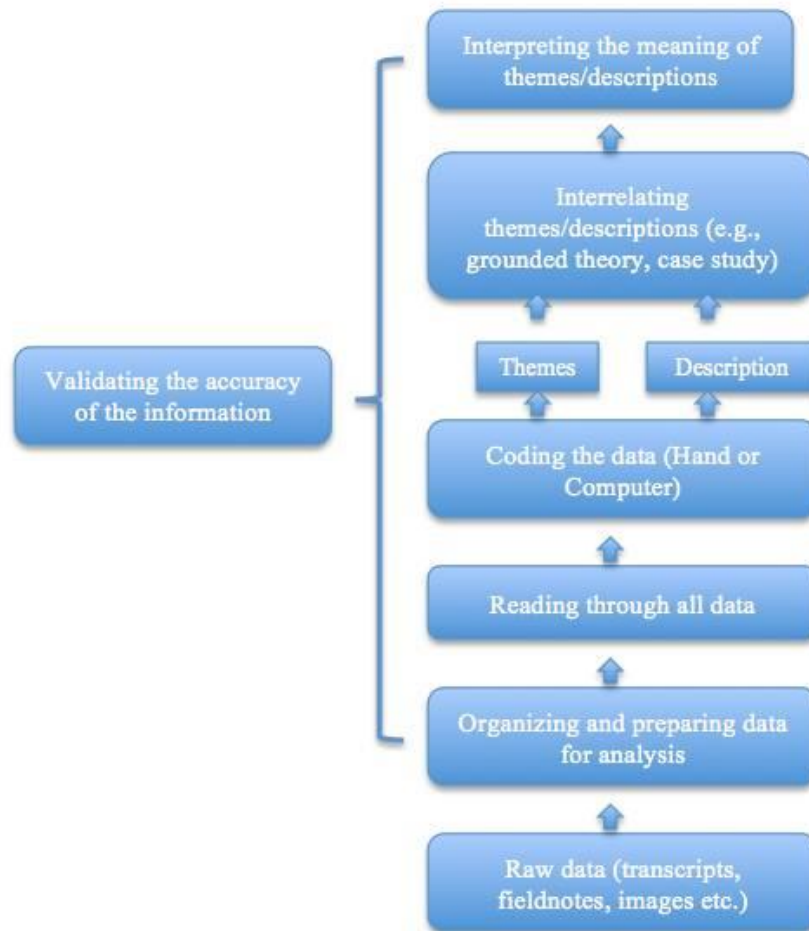 Interpreting the meaning of
themes/descriptions
Interrelating
themes/descriptions (e.g.,
grounded theory, case study)
Themes
Description
Validating the accuracy
of the information
Coding the data (Hand or
Computer)
Reading through all data
Organizing and preparing data
for analysis
Raw data (transcripts,
fieldnotes, images etc.)